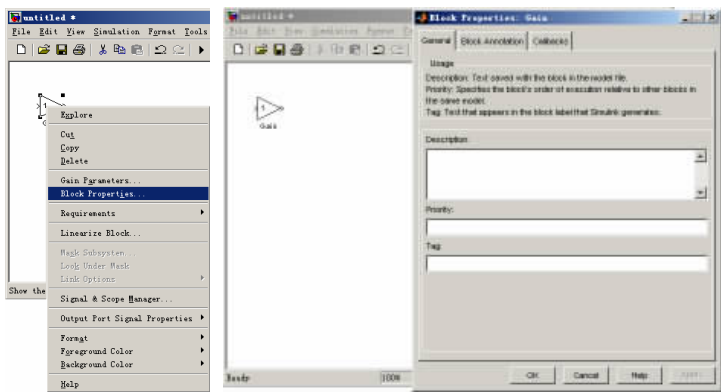 untitled *
File Edit View Simulation Format Tools
1
Explore
Cut
Copy
Delete
Gain Parameters...
Block Properties...
Requirements
Linearize Block...
Mask Subsystem...
Look Under Mask
Link Options
Signal & Scope Manager...
Output Port Signal Properties
Format
Foreground Color
Background Color
Help
Show the
untitled *
File Edit View Simulation Format
1
Gain
Ready 100%
Block Properties: Gain
General Block Annotation Callbacks
Usage
Description: Text saved with the block in the model file.
Priority: Specifies the block's order of execution relative to other blocks in
the same model.
Tag: Text that appears in the block label that Simulink generates.
Description:
Priority:
Tag:
OK Cancel Help Apply